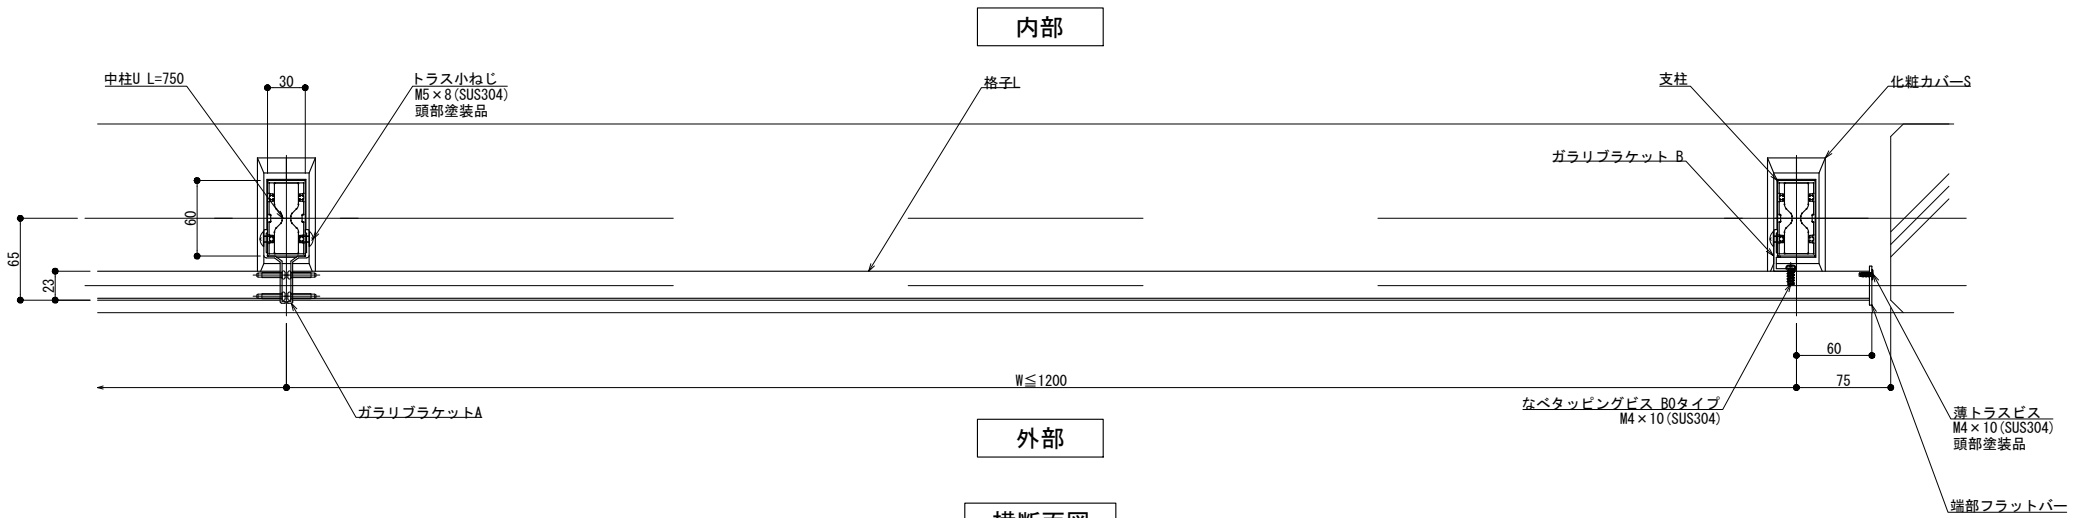 内部
中柱U L=750
30
トラス小ねじ
M5×8(SUS304)
頭部塗装品
格子L
支柱
化粧カバーS
ガラリブラケット B
60
65
23
60
W≦1200
75
ガラリブラケットA
なベタッピングビス B0タイプ
M4×10(SUS304)
薄トラスビス
M4×10(SUS304)
頭部塗装品
外部
端部フラットバー
横断面図